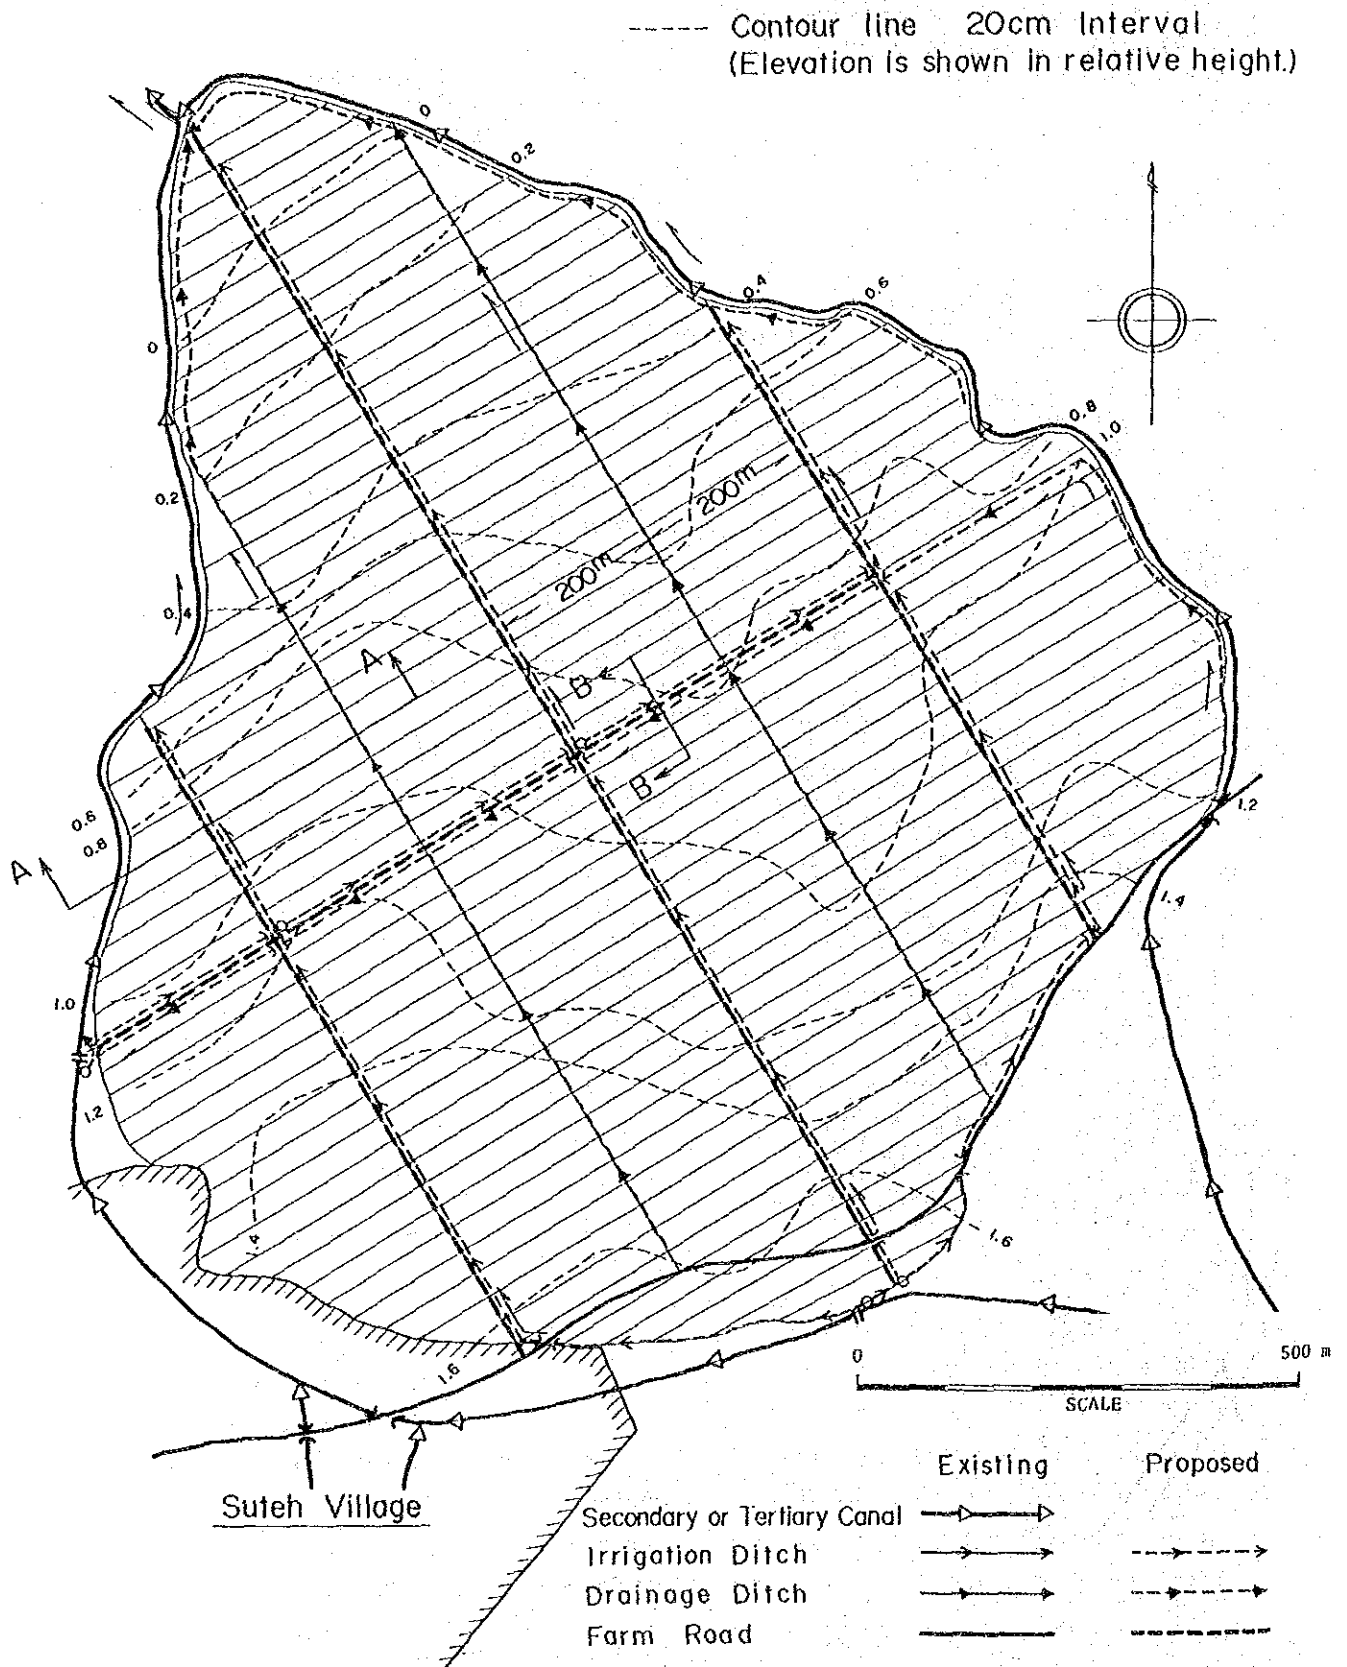 Contour line 20cm Interval
(Elevation is shown in relative height.)
0
0.2
0.4
0.6
0
0.8
1.0
200m
0.2
200m
0.4
A
B
B
0.6
0.8
1.2
A
1.4
1.0
1.2
1.4
1.6
1.6
0 500 m
SCALE
Existing Proposed
Suteh Village
Secondary or Tertiary Canal
Irrigation Ditch
Drainage Ditch
Farm Road